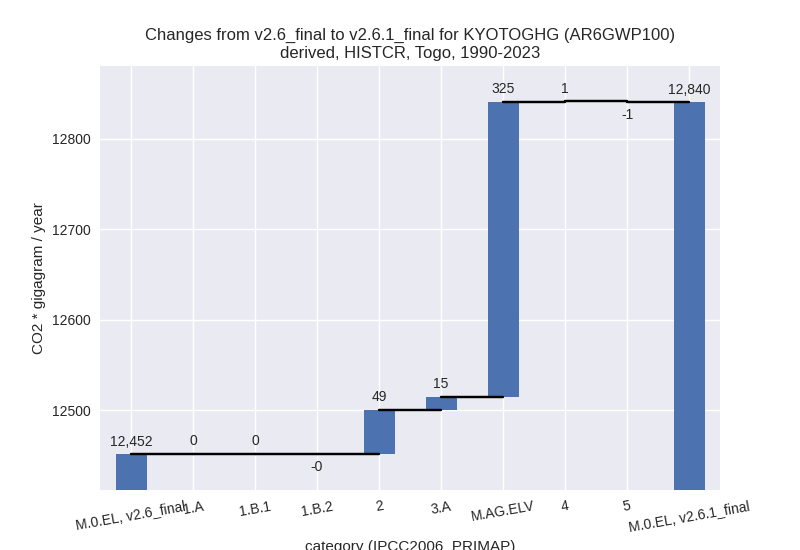 Changes from v2.6_final to v2.6.1_final for KYOTOGHG (AR6GWP100)
derived, HISTCR, Togo, 1990-2023
CO2 * gigagram / year
12800
12700
12600
12500
12,452
0
0
-0
49
15
325
1
-1
12,840
M.0.EL, v2.6_final
1.A
1.B.1
1.B.2
2
3.A
M.AG.ELV
4
5
M.0.EL, v2.6.1_final
category (IPCC2006_PRIMAP)